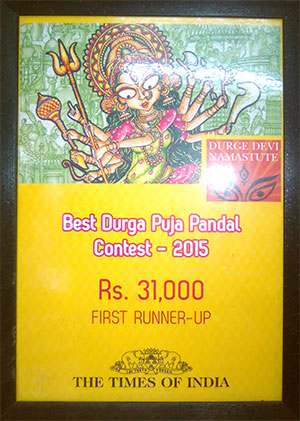 DURGE DEVI
NAMASTUTE
Best Durga Puja Pandal
Contest – 2015
Rs. 31,000
FIRST RUNNER-UP
THE TIMES OF INDIA